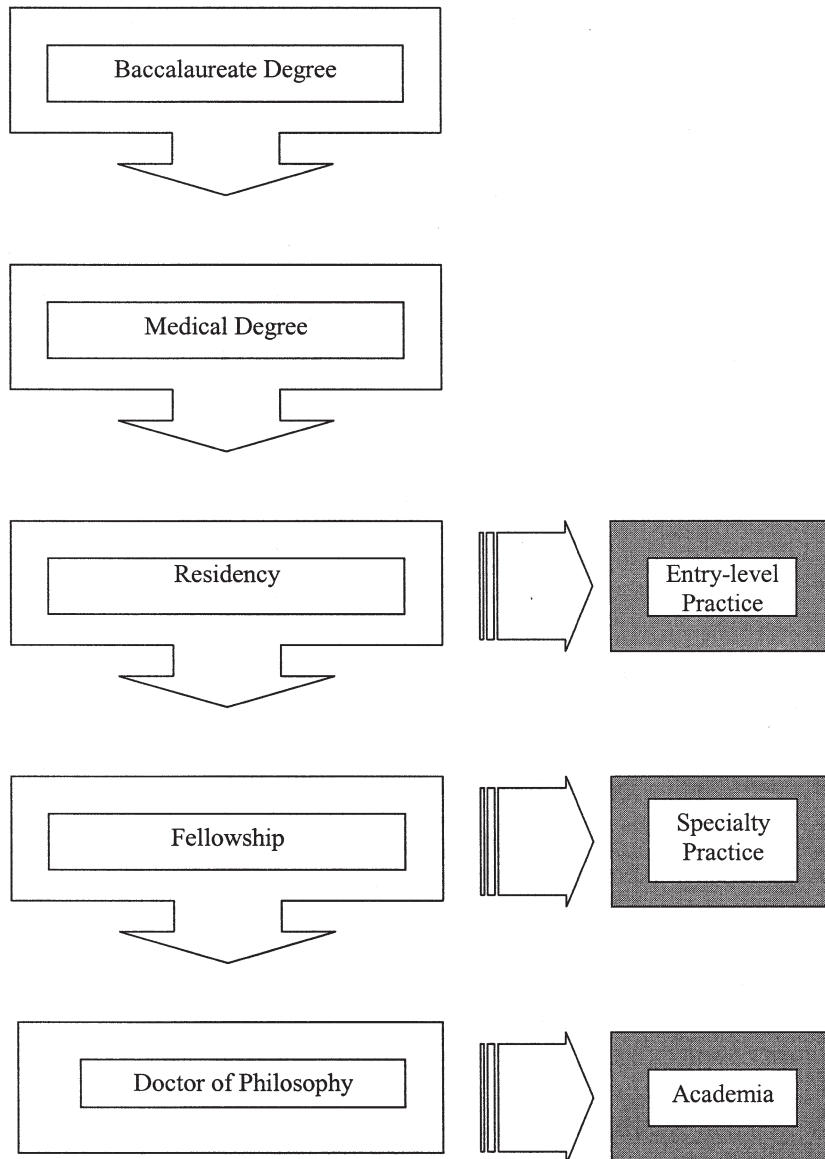 Baccalaureate Degree
Medical Degree
Residency
Entry-level
Practice
Fellowship
Specialty
Practice
Doctor of Philosophy
Academia